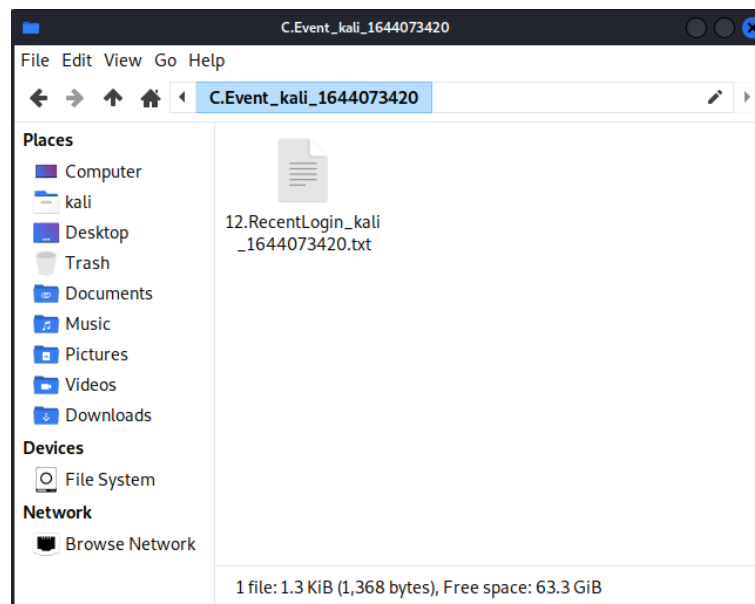 C.Event_kali_1644073420
File Edit View Go Help
C.Event_kali_1644073420
Places
Computer
kali
Desktop
Trash
Documents
Music
Pictures
Videos
Downloads
Devices
File System
Network
Browse Network
12.RecentLogin_kali
_1644073420.txt
1 file: 1.3 KiB (1,368 bytes), Free space: 63.3 GiB